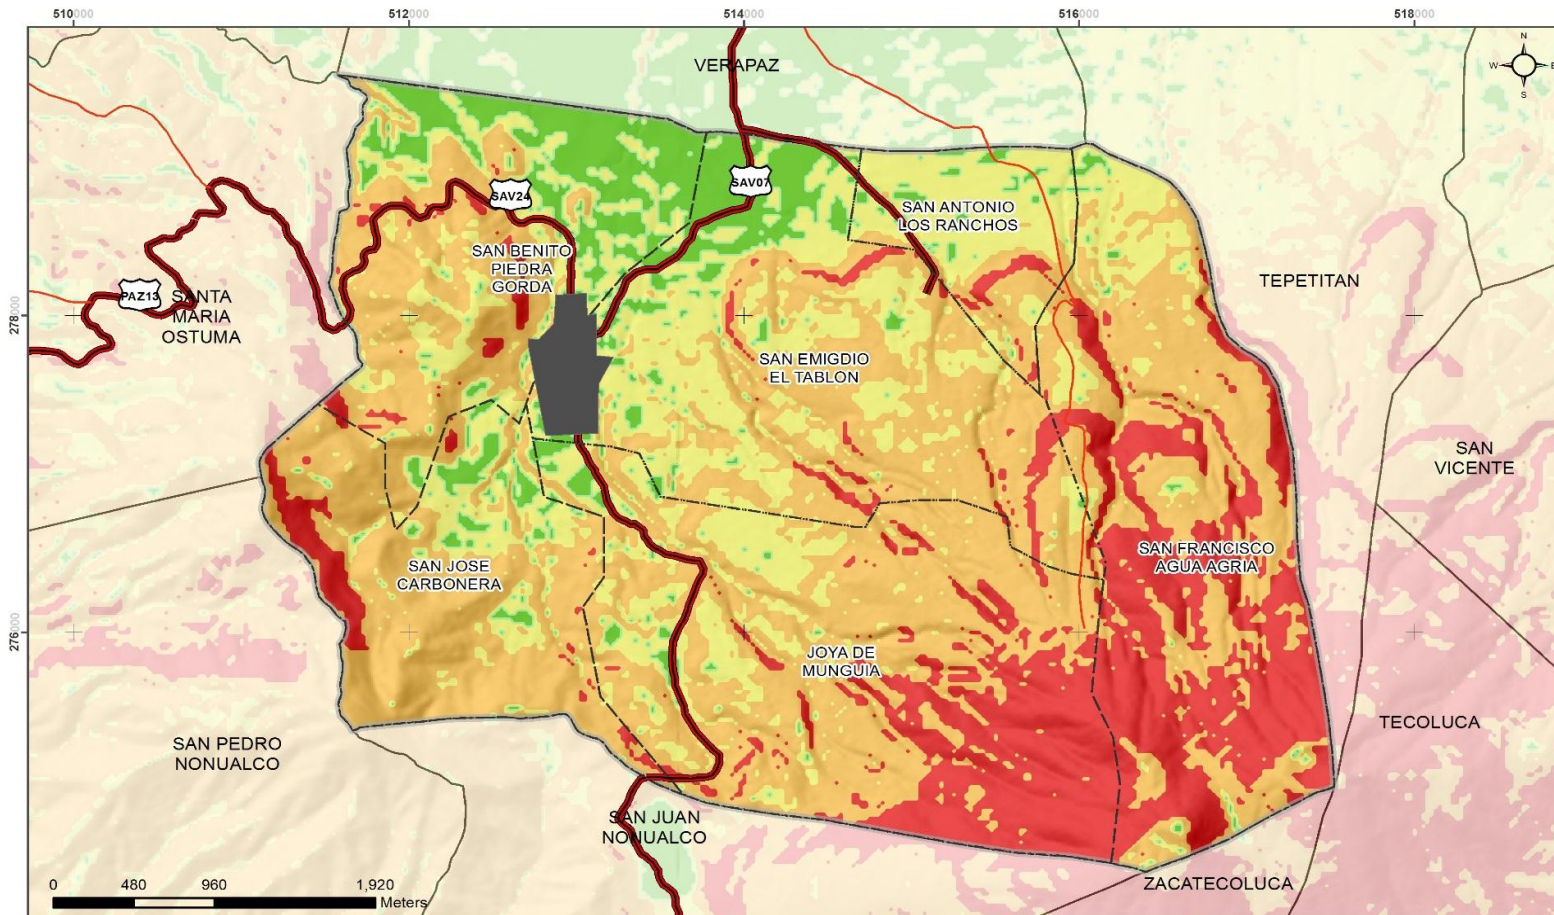 510000
512000
514000
516000
518000
N
W
E
S
VERAPAZ
SAV07
SAV24
SAN ANTONIO
LOS RANCHOS
SAN BENITO
PIEDRA
GORDA
TEPETITAN
PAZ13
SANTA
MARIA
OSTUMA
278000
SAN EMIGDIO
EL TABLON
SAN
VICENTE
SAN FRANCISCO
AGUA AGRIA
SAN JOSE
CARBONERA
276000
JOYA DE
MUNGUIA
TECOLUCA
SAN PEDRO
NONUALCO
SAN JUAN
NONUALCO
ZACATECOLUCA
0 480 960 1,920
Meters